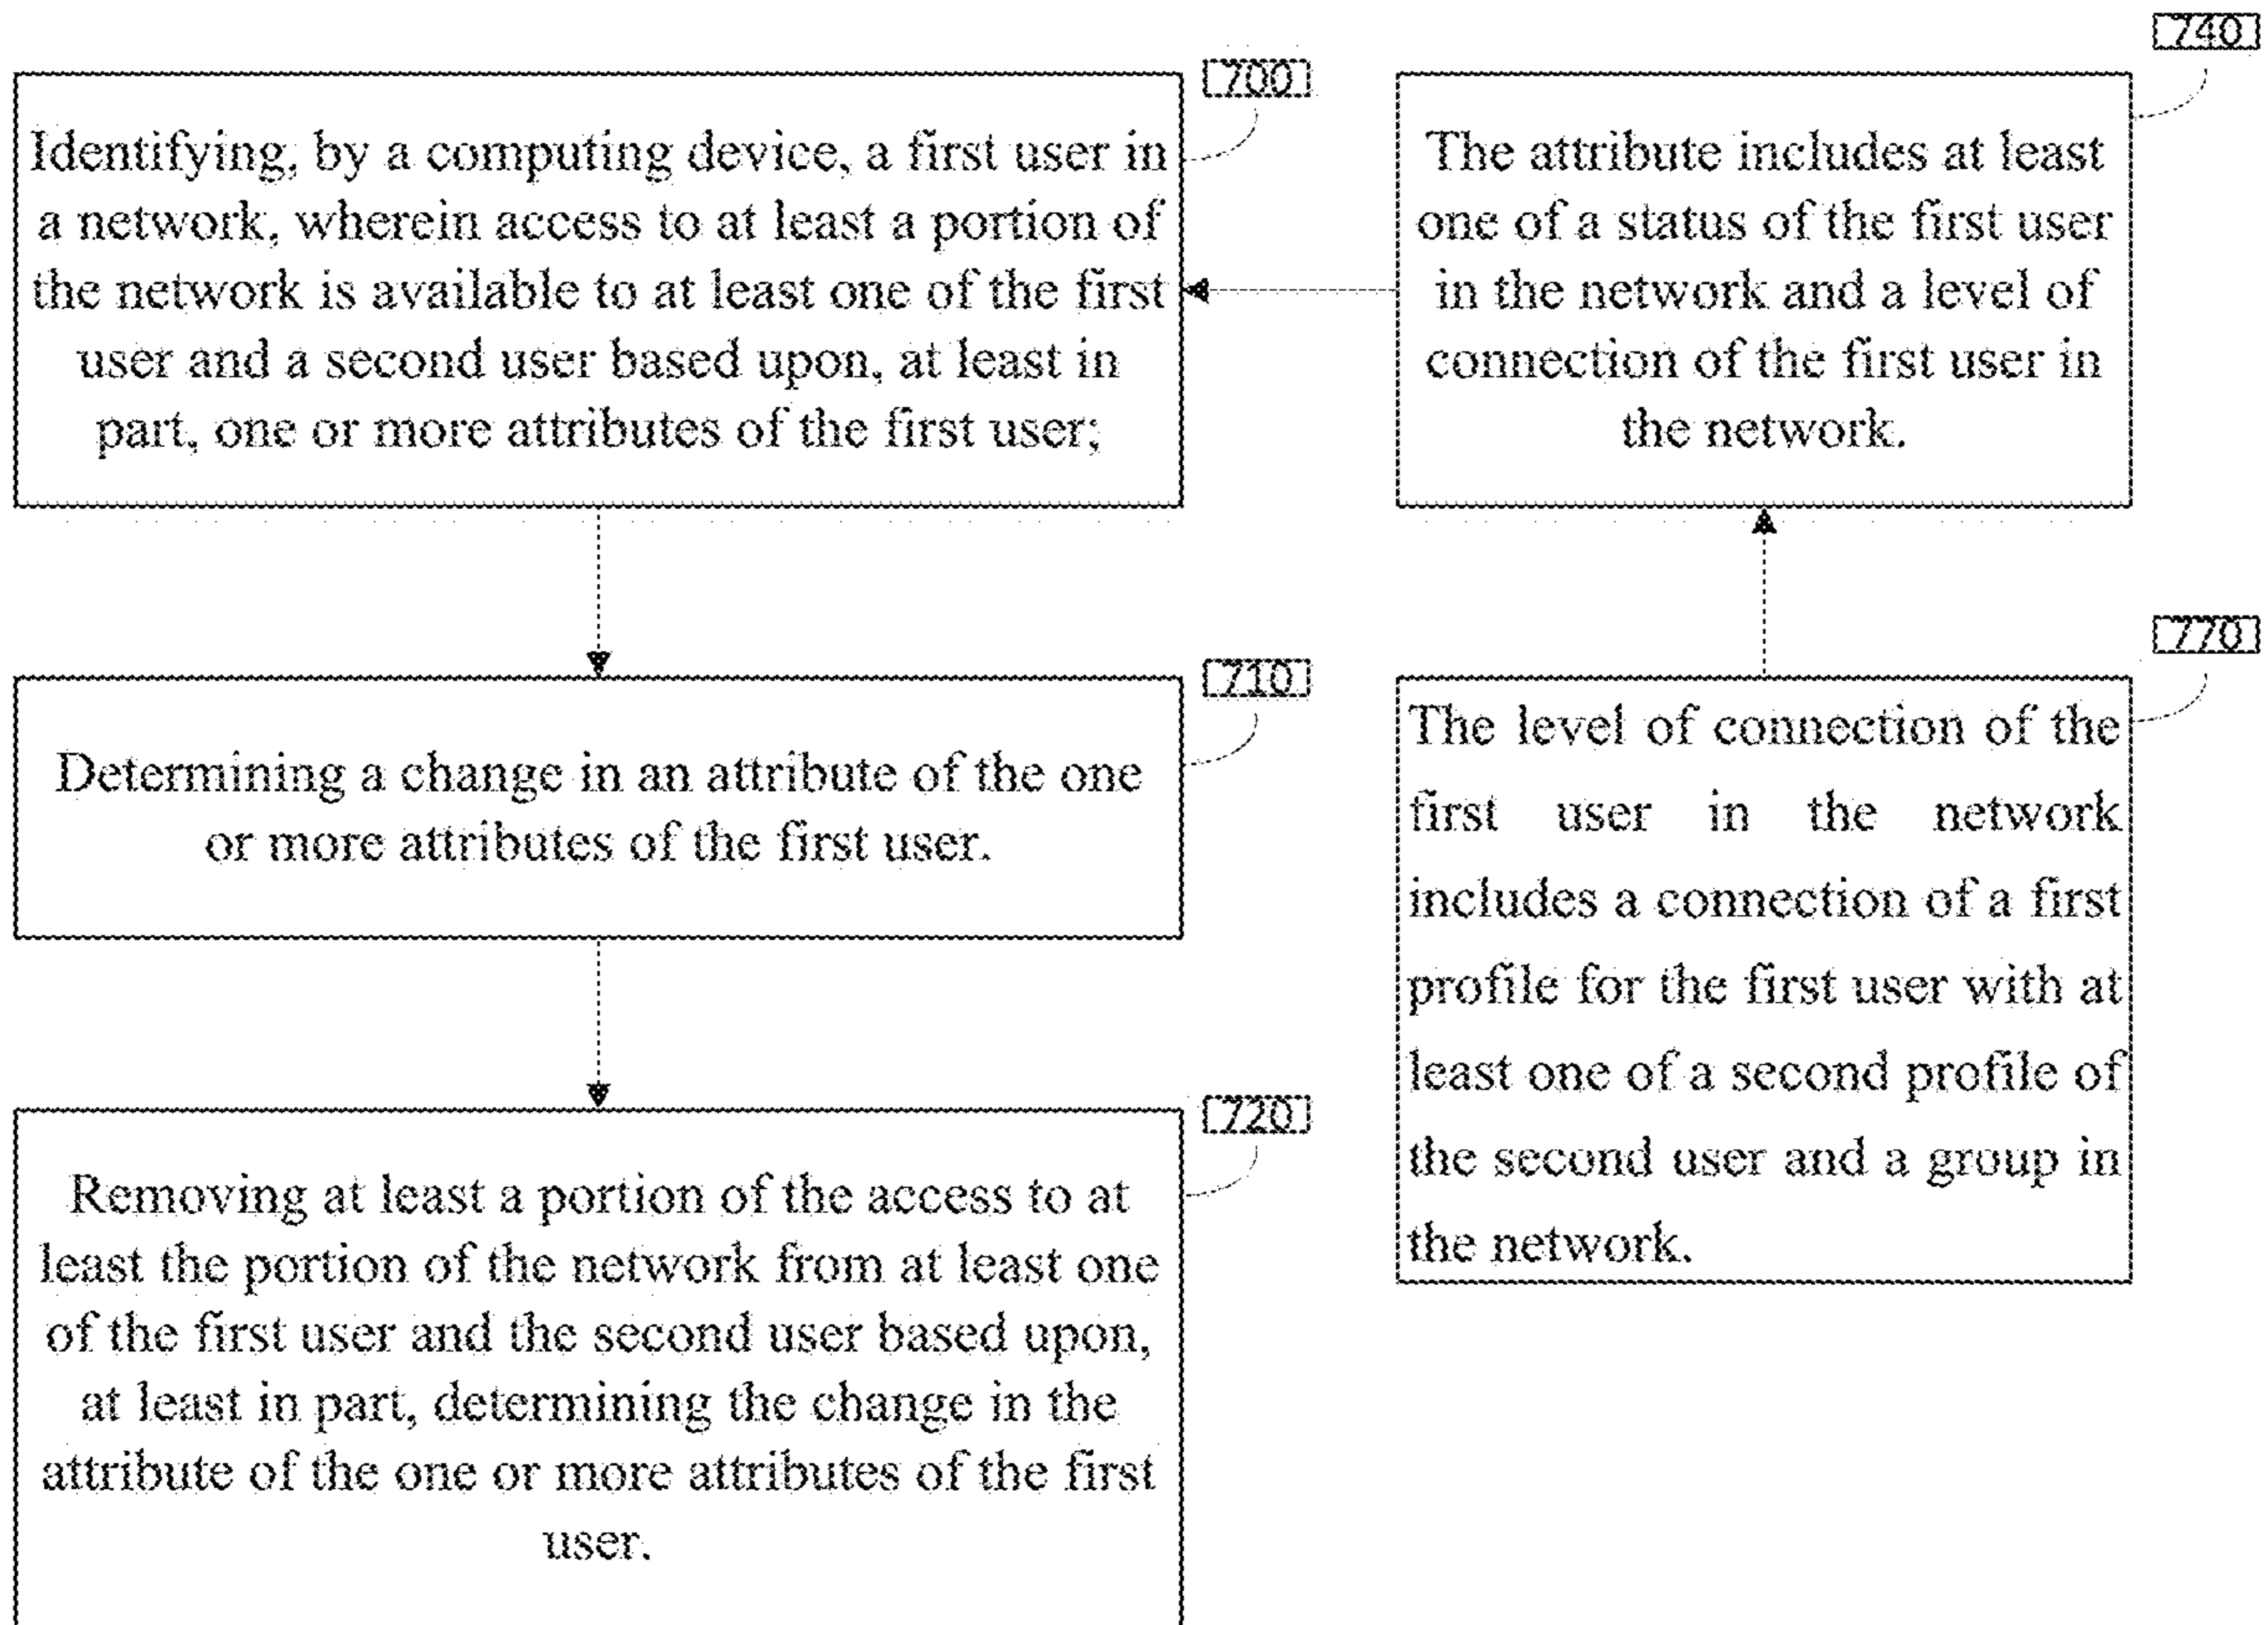 700
Identifying, by a computing device, a first user in
a network, wherein access to at least a portion of
the network is available to at least one of the first
user and a second user based upon, at least in
part, one or more attributes of the first user;
740
The attribute includes at least
one of a status of the first user
in the network and a level of
connection of the first user in
the network.
710
Determining a change in an attribute of the one
or more attributes of the first user.
770
The level of connection of the
first user in the network
includes a connection of a first
profile for the first user with at
least one of a second profile of
the second user and a group in
the network.
720
Removing at least a portion of the access to at
least the portion of the network from at least one
of the first user and the second user based upon,
at least in part, determining the change in the
attribute of the one or more attributes of the first
user.